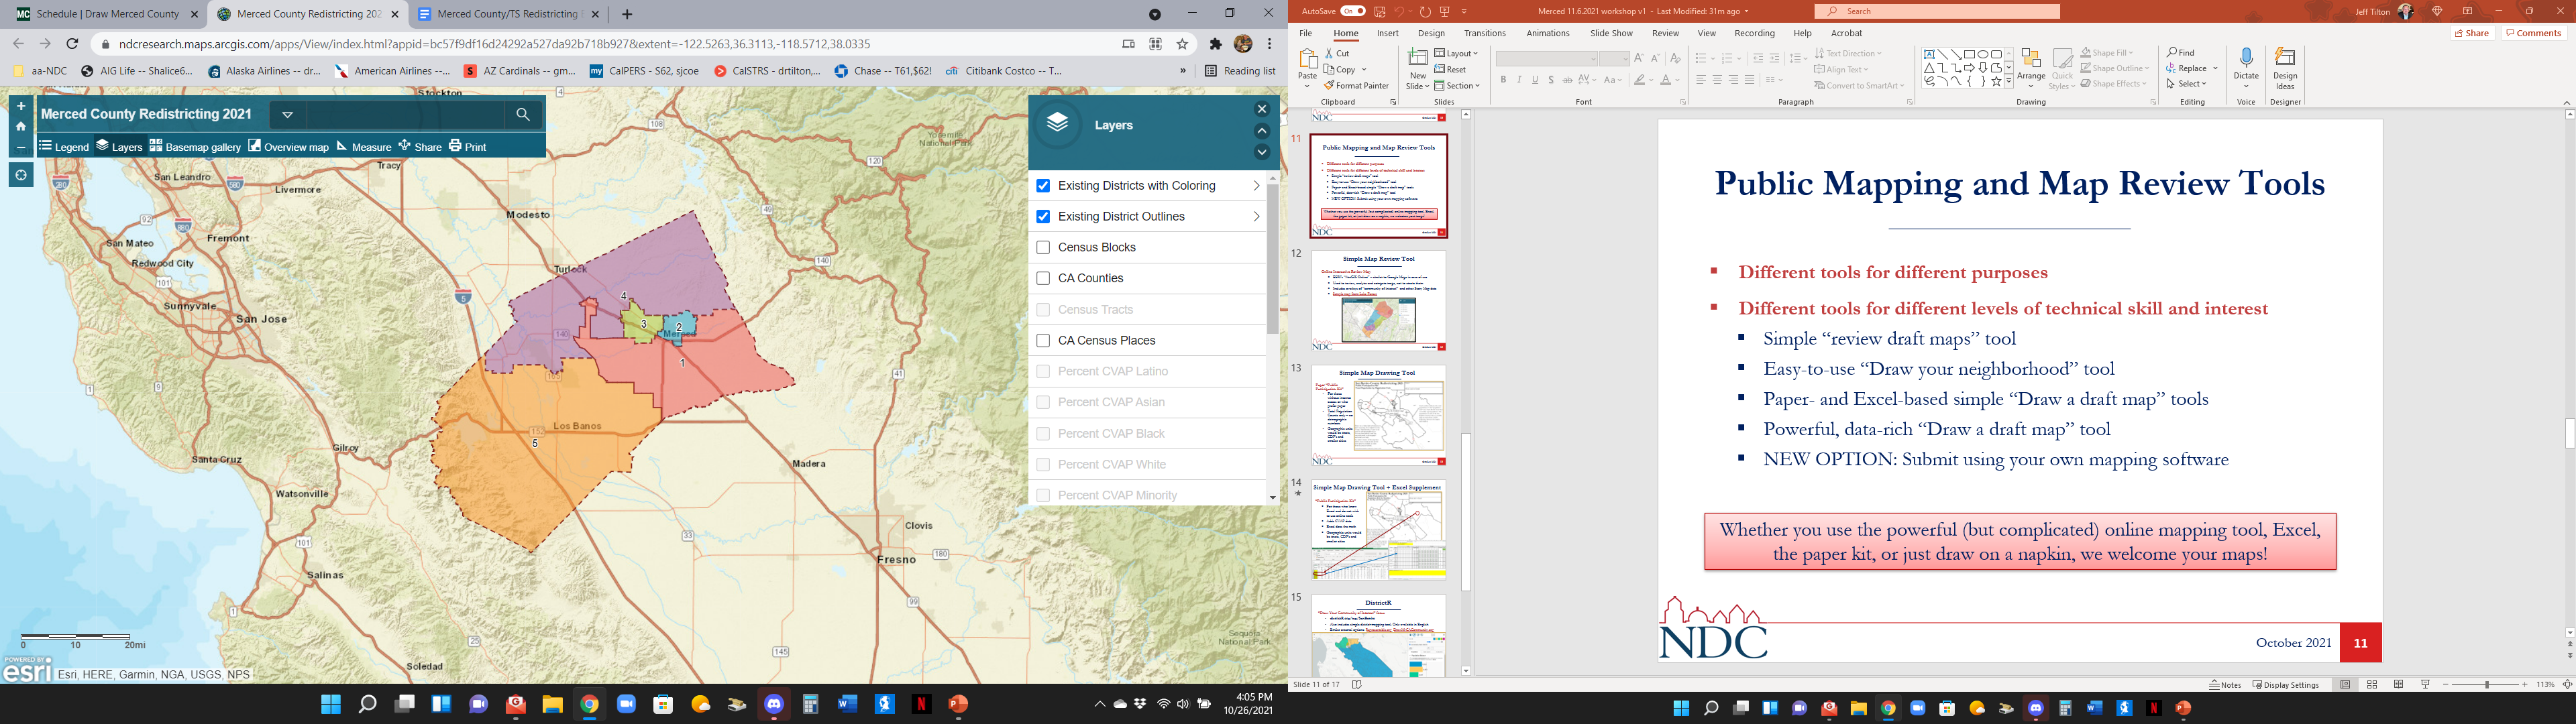 Schedule | Draw Merced County
Merced County Redistricting 202
Merced County/TS Redistricting
ndcresearch.maps.arcgis.com/apps/View/index.html?appid=bc57f9df16d24292a527da92b718b927&extent=-122.5263,36.3113,-118.5712,38.0335
aa-NDC
AIG Life -- Shalice6...
Alaska Airlines -- dr...
American Airlines --...
AZ Cardinals -- gm...
CalPERS - S62, sjcoe
CalSTRS - drtilton,...
Chase -- T61,$62!
Citibank Costco -- T...
»
Reading list
Merced County Redistricting 2021
Legend
Layers
Basemap gallery
Overview map
Measure
Share
Print
Layers
Existing Districts with Coloring
Existing District Outlines
Census Blocks
CA Counties
Census Tracts
CA Census Places
Percent CVAP Latino
Percent CVAP Asian
Percent CVAP Black
Percent CVAP White
Percent CVAP Minority
Stockton
Yosemite
National Park
Tracy
San Leandro
Livermore
Modesto
Fremont
San Mateo
Redwood City
Turlock
Sunnyvale
San Jose
Merced
Los Banos
Gilroy
Santa Cruz
Madera
Watsonville
Clovis
Fresno
Salinas
Soledad
Sequoia
National Park
4
3
2
1
5
0 10 20mi
POWERED BY
esri
Esri, HERE, Garmin, NGA, USGS, NPS
4:05 PM
10/26/2021
AutoSave On
Merced 11.6.2021 workshop v1 - Last Modified: 31m ago
Search
Jeff Tilton
File Home Insert Design Transitions Animations Slide Show Review View Recording Help Acrobat
Share
Comments
Paste
Cut
Copy
Format Painter
Clipboard
New
Slide
Layout
Reset
Section
Slides
Font
Text Direction
Align Text
Convert to SmartArt
Paragraph
Arrange
Quick
Styles
Shape Fill
Shape Outline
Shape Effects
Drawing
Find
Replace
Select
Editing
Dictate
Voice
Design
Ideas
Designer
11
Public Mapping and Map Review Tools
12
Simple Map Review Tool
13
Simple Map Drawing Tool
14
Simple Map Drawing Tool + Excel Supplement
15
DistrictR
Public Mapping and Map Review Tools
Different tools for different purposes
Different tools for different levels of technical skill and interest
Simple “review draft maps” tool
Easy-to-use “Draw your neighborhood” tool
Paper- and Excel-based simple “Draw a draft map” tools
Powerful, data-rich “Draw a draft map” tool
NEW OPTION: Submit using your own mapping software
Whether you use the powerful (but complicated) online mapping tool, Excel,
the paper kit, or just draw on a napkin, we welcome your maps!
NDC
October 2021
11
Slide 11 of 17
Notes
Display Settings
113%